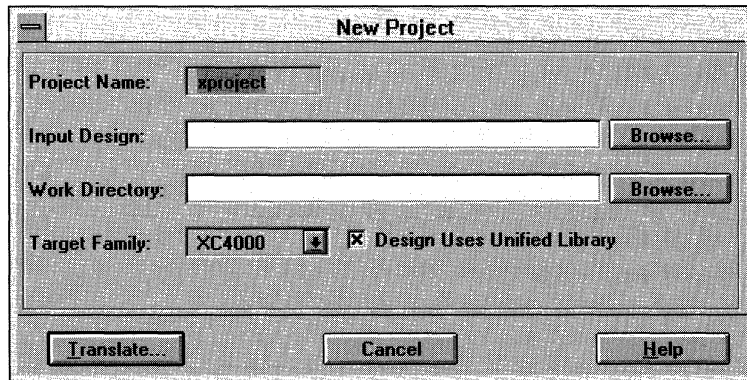 New Project
Project Name: xproject
Input Design: Browse...
Work Directory: Browse...
Target Family: XC4000 Design Uses Unified Library
Translate... Cancel Help